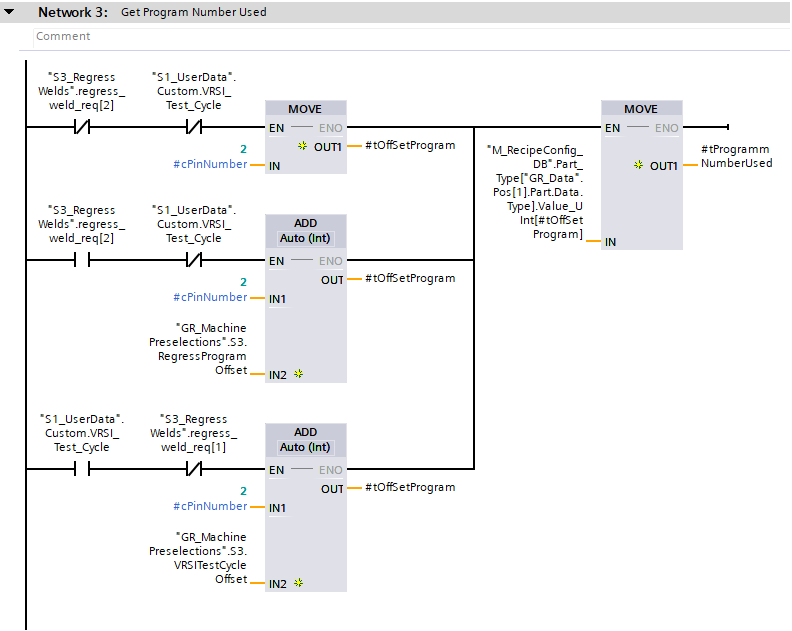 Network 3: Get Program Number Used
Comment
"S3_Regress
Welds".regress_
weld_req[2]
"S1_UserData".
Custom.VRSI_
Test_Cycle
MOVE
EN
ENO
2
#cPinNumber
IN
OUT1
#tOffSetProgram
MOVE
EN
ENO
"M_RecipeConfig_
DB".Part_
Type["GR_Data".
Pos[1].Part.Data.
Type].Value_U
Int[#tOffSet
Program]
IN
OUT1
#tProgramm
NumberUsed
"S3_Regress
Welds".regress_
weld_req[2]
"S1_UserData".
Custom.VRSI_
Test_Cycle
ADD
Auto (Int)
EN
ENO
2
#cPinNumber
IN1
OUT
#tOffSetProgram
"GR_Machine
Preselections".S3.
RegressProgram
Offset
IN2
"S1_UserData".
Custom.VRSI_
Test_Cycle
"S3_Regress
Welds".regress_
weld_req[1]
ADD
Auto (Int)
EN
ENO
2
#cPinNumber
IN1
OUT
#tOffSetProgram
"GR_Machine
Preselections".S3.
VRSITestCycle
Offset
IN2